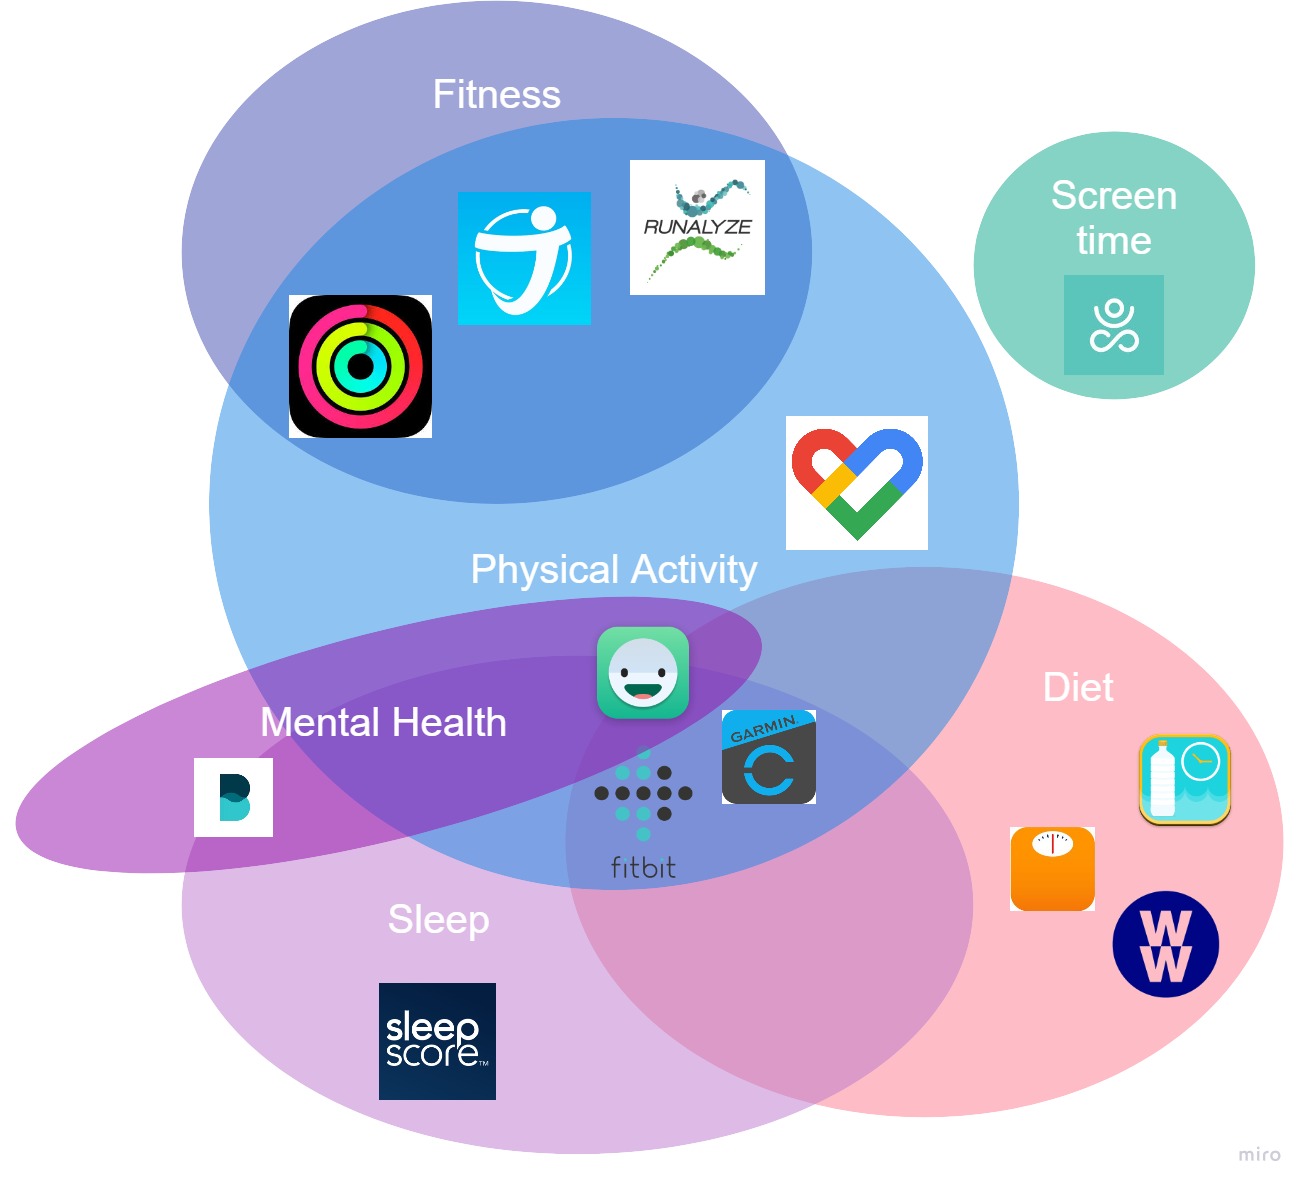 Fitness
RUNALYZE
Screen
time
Physical Activity
Mental Health
GARMIN
Diet
B
fitbit
W
W
Sleep
sleep
score™
miro